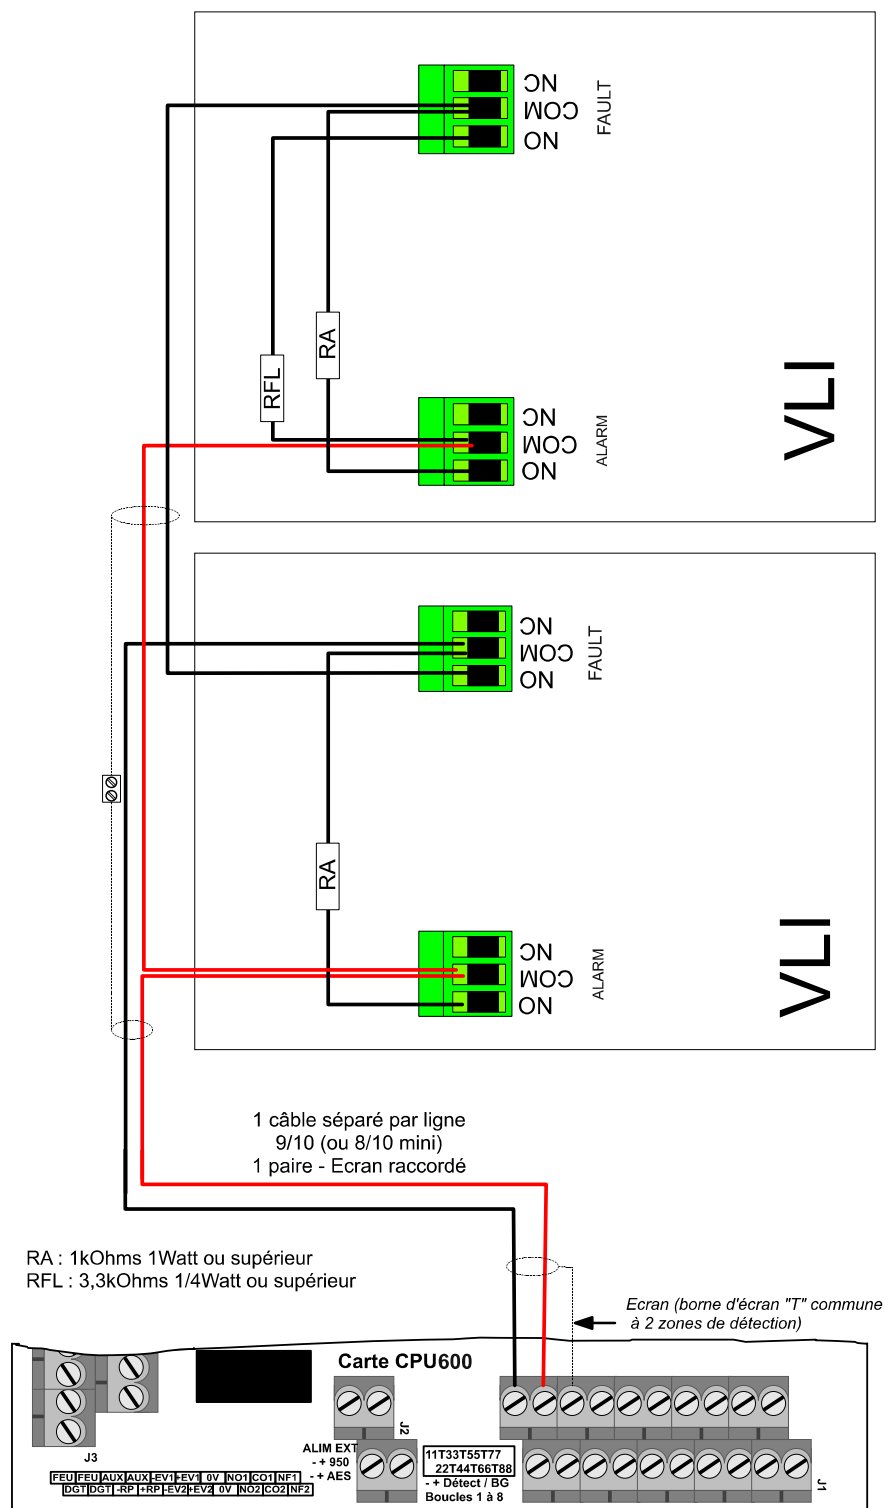 NC
COM
NO
FAULT
RA
RFL
VLI
NC
COM
NO
ALARM
NC
COM
NO
FAULT
RA
VLI
NC
COM
NO
ALARM
1 câble séparé par ligne
9/10 (ou 8/10 mini)
1 paire - Ecran raccordé
RA : 1kOhms 1Watt ou supérieur
RFL : 3,3kOhms 1/4Watt ou supérieur
Ecran (borne d'écran "T" commune
à 2 zones de détection)
Carte CPU600
J3
J2
J1
ALIM EXT
- + 950
- + AES
11T33T55T77
22T44T66T88
- + Détect / BG
Boucles 1 à 8
FEU FEU AUX AUX -EV1 +EV1 0V NO1 CO1 NF1
DGT DGT -RP +RP -EV2 +EV2 0V NO2 CO2 NF2